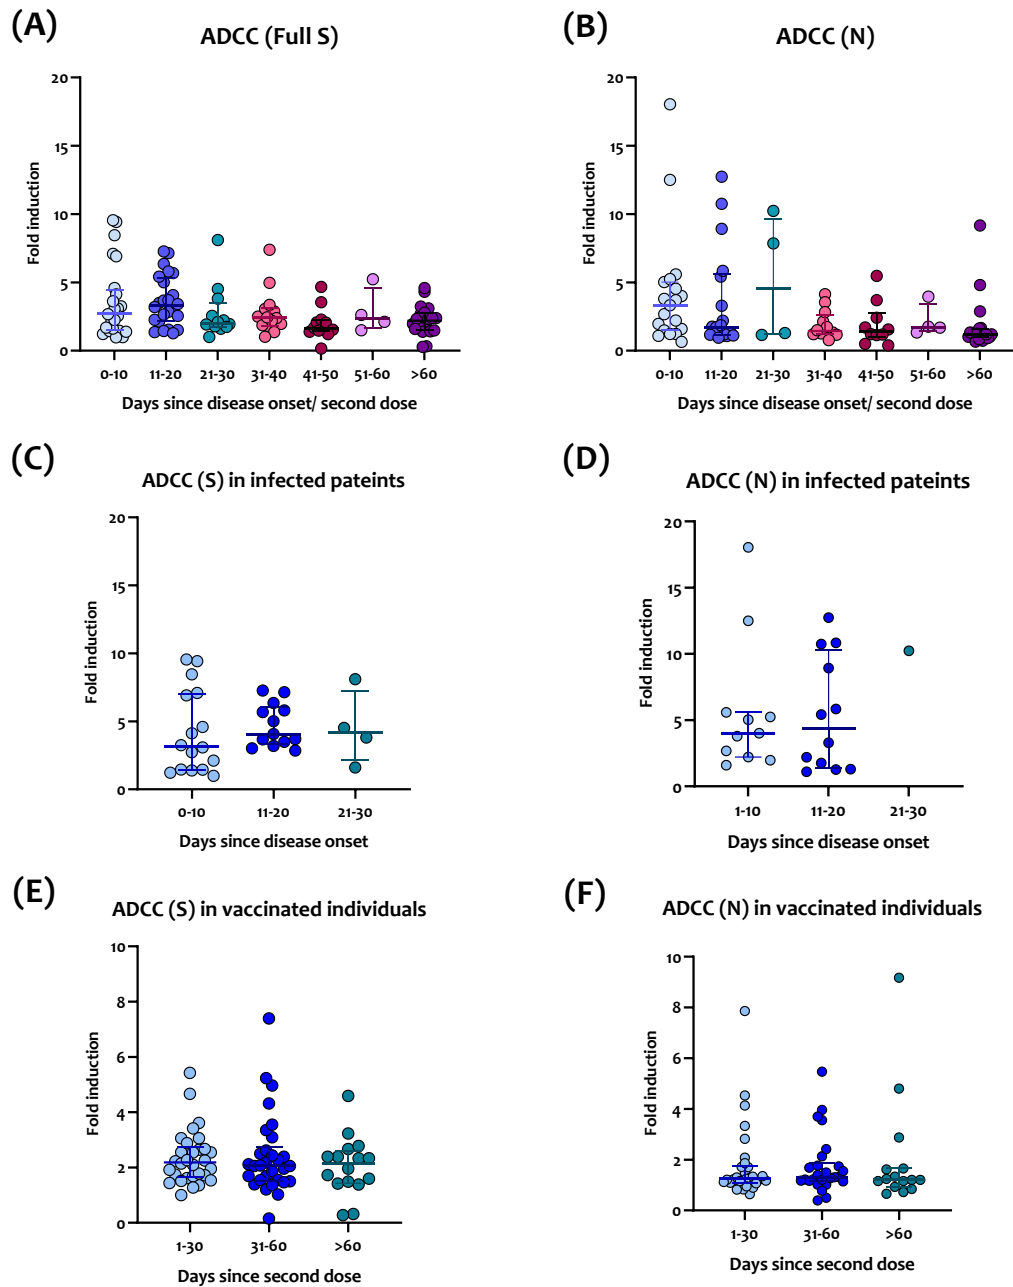 (A)
ADCC (Full S)
20
15
10
5
0
Fold induction
0-10 11-20 21-30 31-40 41-50 51-60 >60
Days since disease onset/ second dose
(B)
ADCC (N)
20
15
10
5
0
Fold induction
0-10 11-20 21-30 31-40 41-50 51-60 >60
Days since disease onset/ second dose
(C)
ADCC (S) in infected pateints
20
15
10
5
0
Fold induction
0-10 11-20 21-30
Days since disease onset
(D)
ADCC (N) in infected pateints
20
15
10
5
0
Fold induction
1-10 11-20 21-30
Days since disease onset
(E)
ADCC (S) in vaccinated individuals
10
8
6
4
2
0
Fold induction
1-30 31-60 >60
Days since second dose
(F)
ADCC (N) in vaccinated individuals
10
8
6
4
2
0
Fold induction
1-30 31-60 >60
Days since second dose